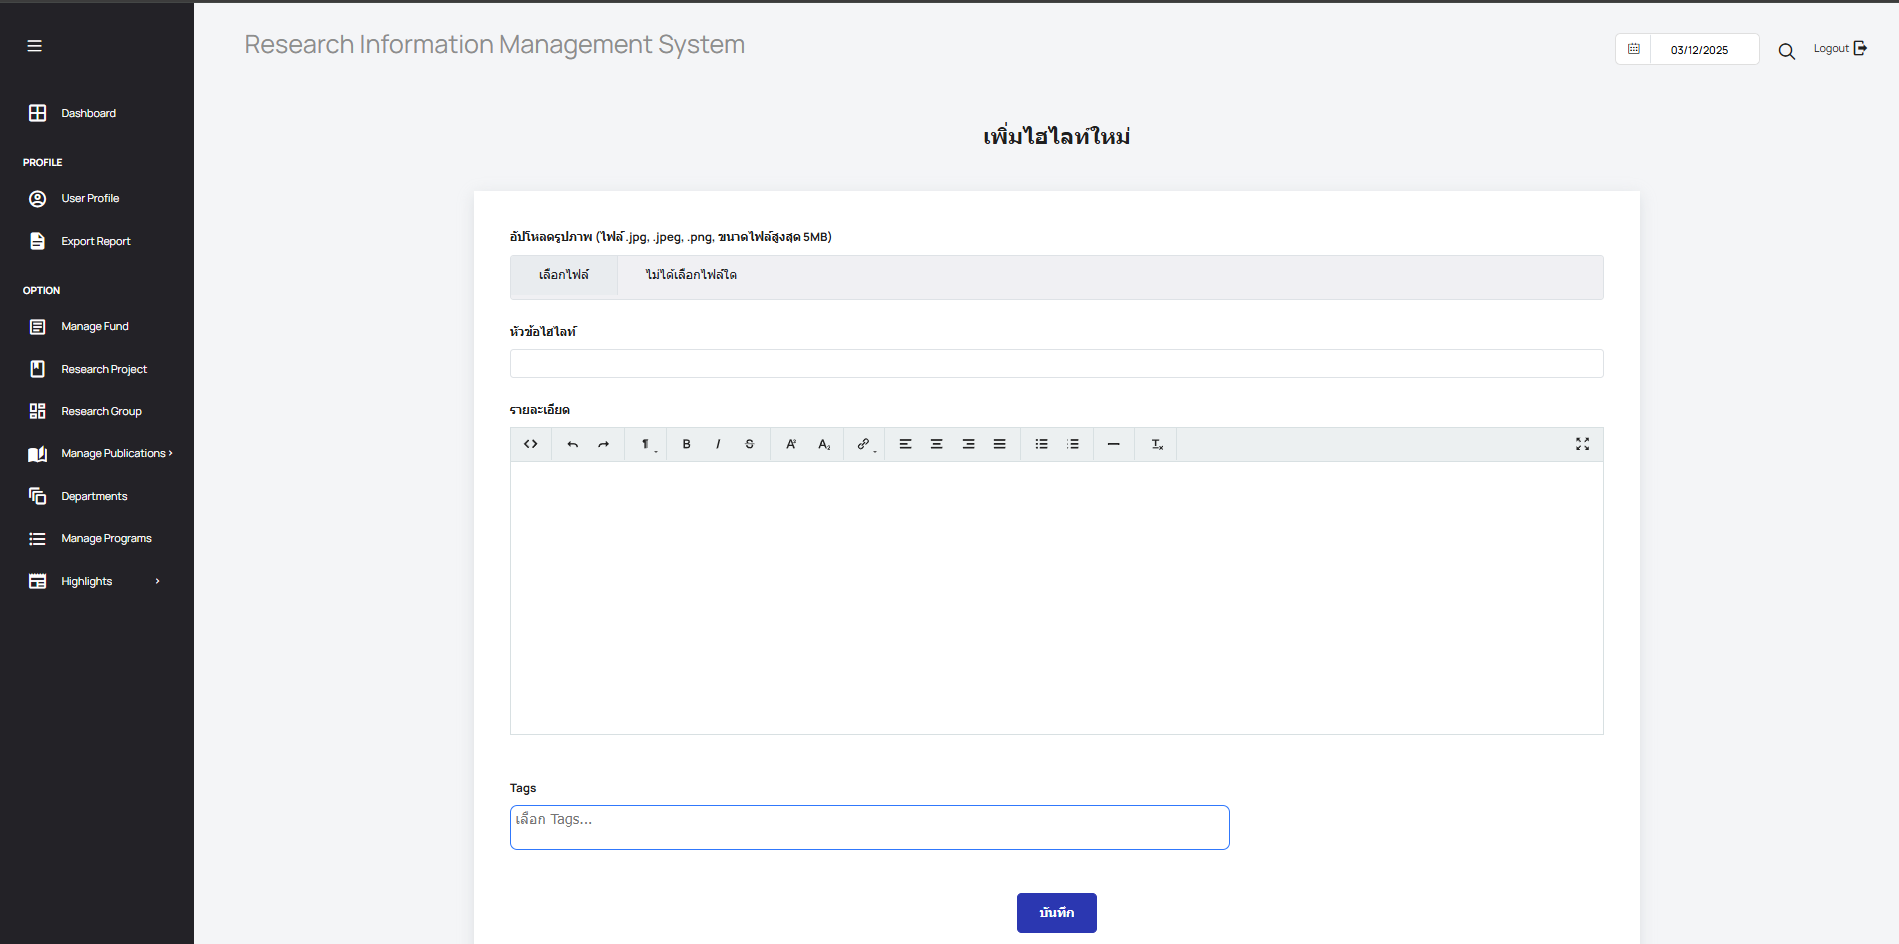 Research Information Management System
03/12/2025
Logout
Dashboard
PROFILE
User Profile
Export Report
OPTION
Manage Fund
Research Project
Research Group
Manage Publications
Departments
Manage Programs
Highlights
เพิ่มไฮไลท์ใหม่
อัปโหลดรูปภาพ (ไฟล์ .jpg, .jpeg, .png, ขนาดไฟล์สูงสุด 5MB)
เลือกไฟล์ ไม่ได้เลือกไฟล์ใด
หัวข้อไฮไลท์
รายละเอียด
Tags
เลือก Tags...
บันทึก